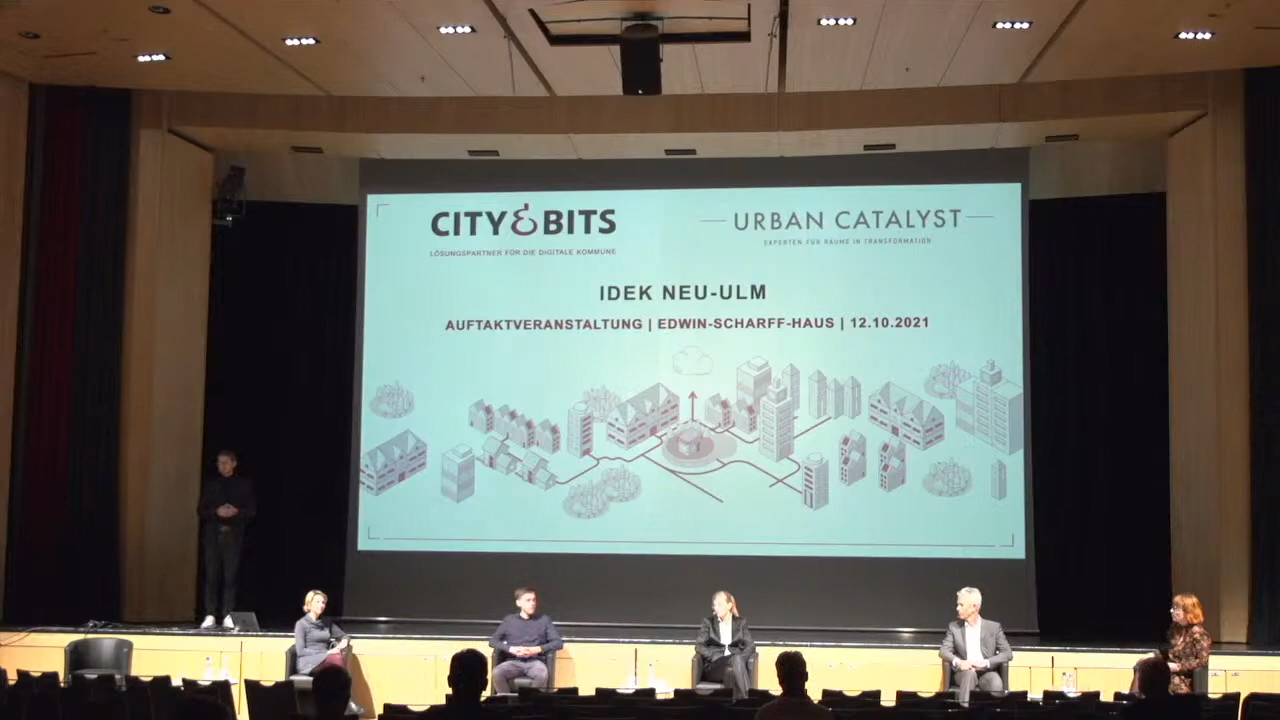 CITY&BITS
LÖSUNGSPARTNER FÜR DIE DIGITALE KOMMUNE
URBAN CATALYST
EXPERTEN FÜR RÄUME IN TRANSFORMATION
IDEK NEU-ULM
AUFTAKTVERANSTALTUNG | EDWIN-SCHARFF-HAUS | 12.10.2021